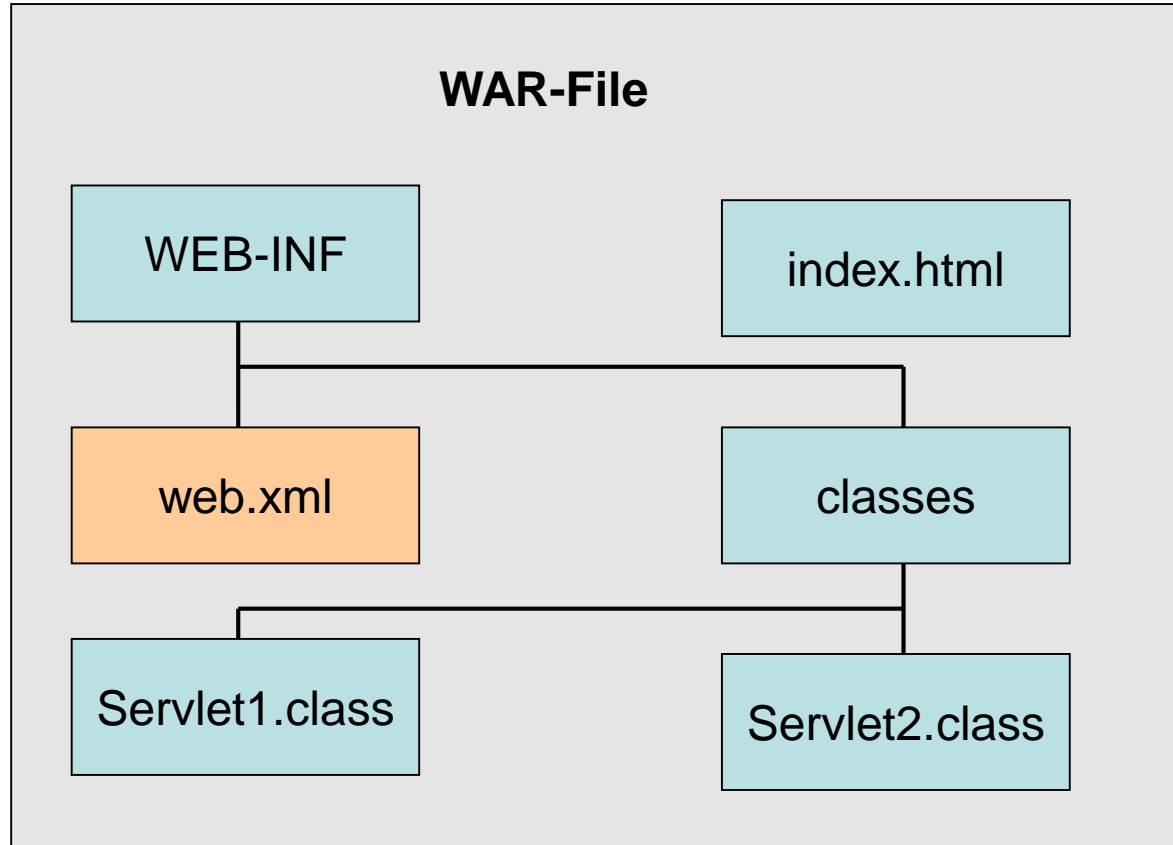 WAR-File
WEB-INF
index.html
web.xml
classes
Servlet1.class
Servlet2.class